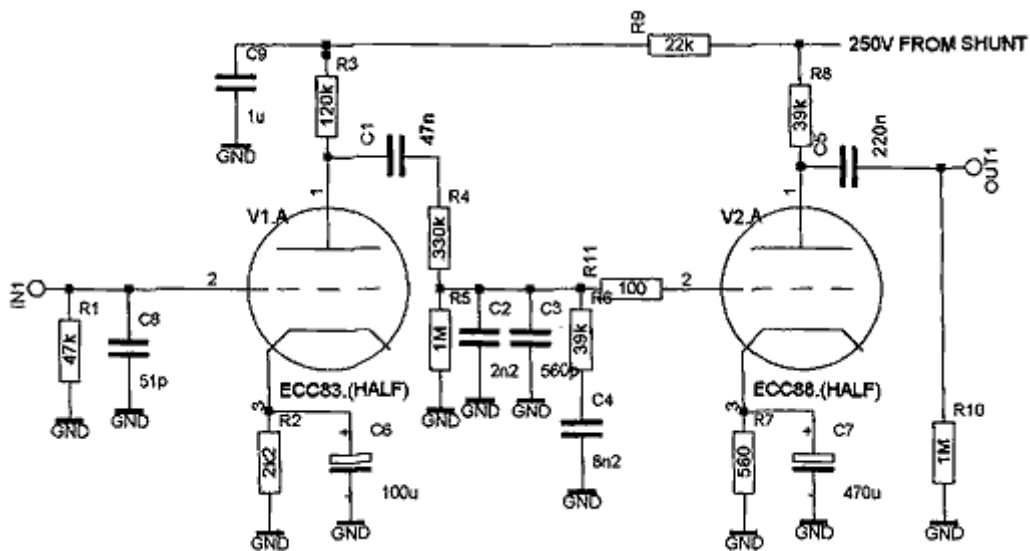 R9
22k
250V FROM SHUNT
C9
1u
GND
R3
120k
C1
47n
R8
39k
C5
220n
OUT1
1
V1.A
R4
330k
1
V2.A
IN1
2
R1
47k
GND
C8
51p
GND
R5
1M
GND
C2
2n2
GND
C3
560p
GND
R11
100
R6
39k
2
ECC83.(HALF)
ECC88.(HALF)
3
R2
2k2
GND
+
C6
100u
GND
C4
8n2
GND
3
R7
560
GND
+
C7
470u
GND
R10
1M
GND